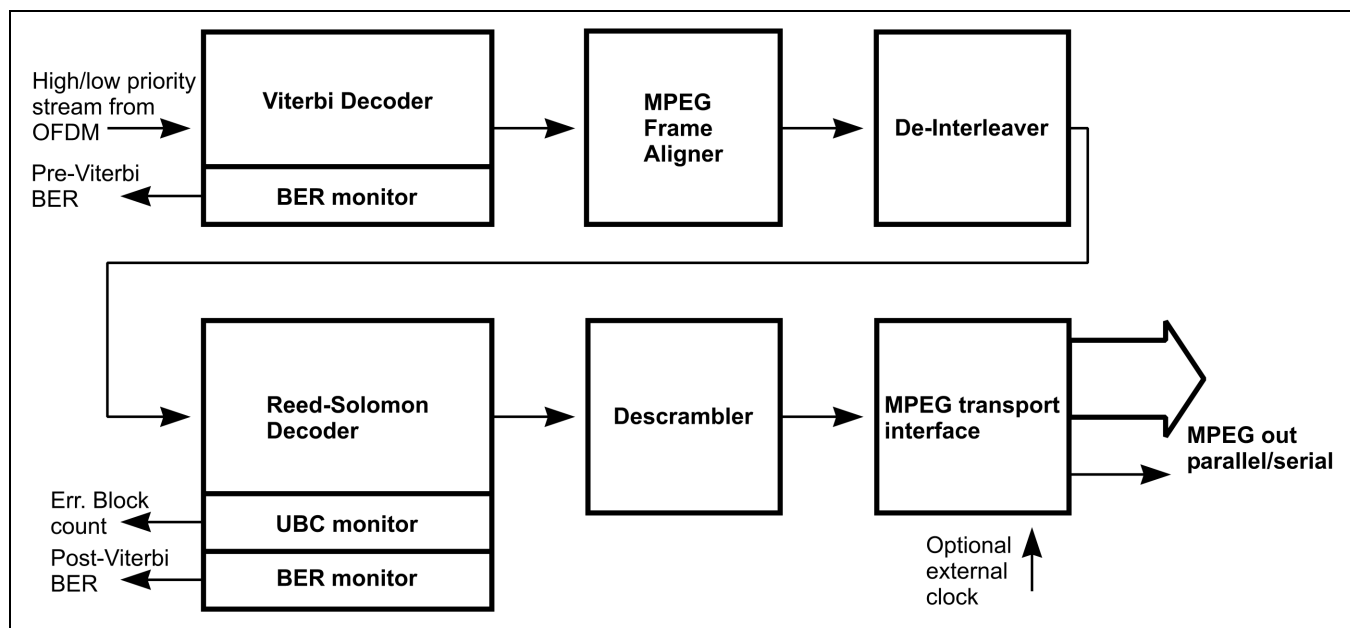 High/low priority
stream from
OFDM
Viterbi Decoder
MPEG
Frame
Aligner
De-Interleaver
Pre-Viterbi
BER
BER monitor
Reed-Solomon
Decoder
Descrambler
MPEG transport
interface
MPEG out
parallel/serial
Err. Block
count
UBC monitor
Post-Viterbi
BER
BER monitor
Optional
external
clock